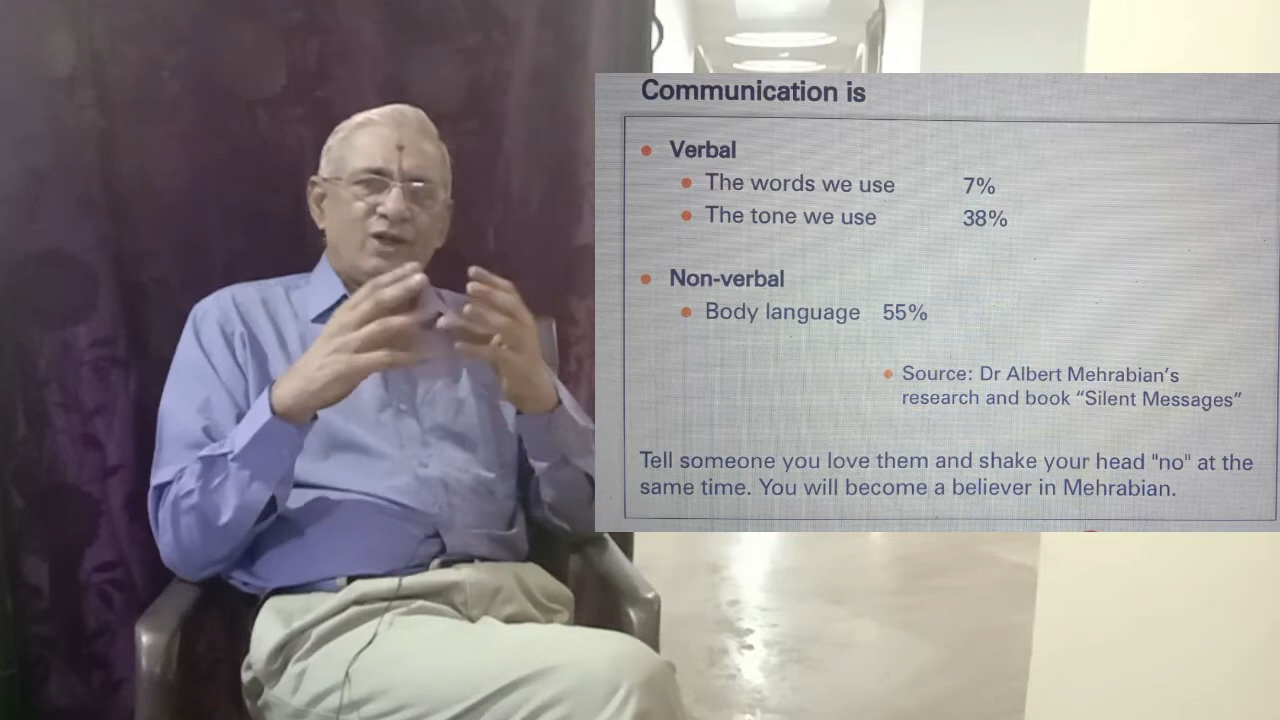 Communication is
Verbal
The words we use 7%
The tone we use 38%
Non-verbal
Body language 55%
Source: Dr Albert Mehrabian's
research and book “Silent Messages”
Tell someone you love them and shake your head "no" at the
same time. You will become a believer in Mehrabian.